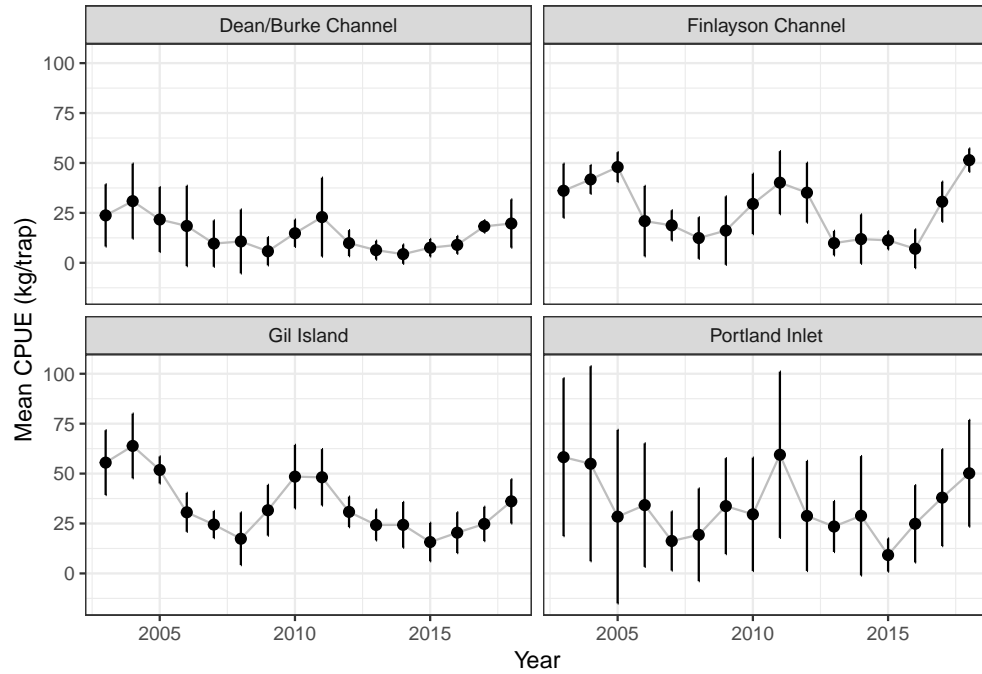 Dean/Burke Channel
Finlayson Channel
100
75
50
25
0
Gil Island
Portland Inlet
100
75
50
25
0
Mean CPUE (kg/trap)
2005 2010 2015 2005 2010 2015
Year